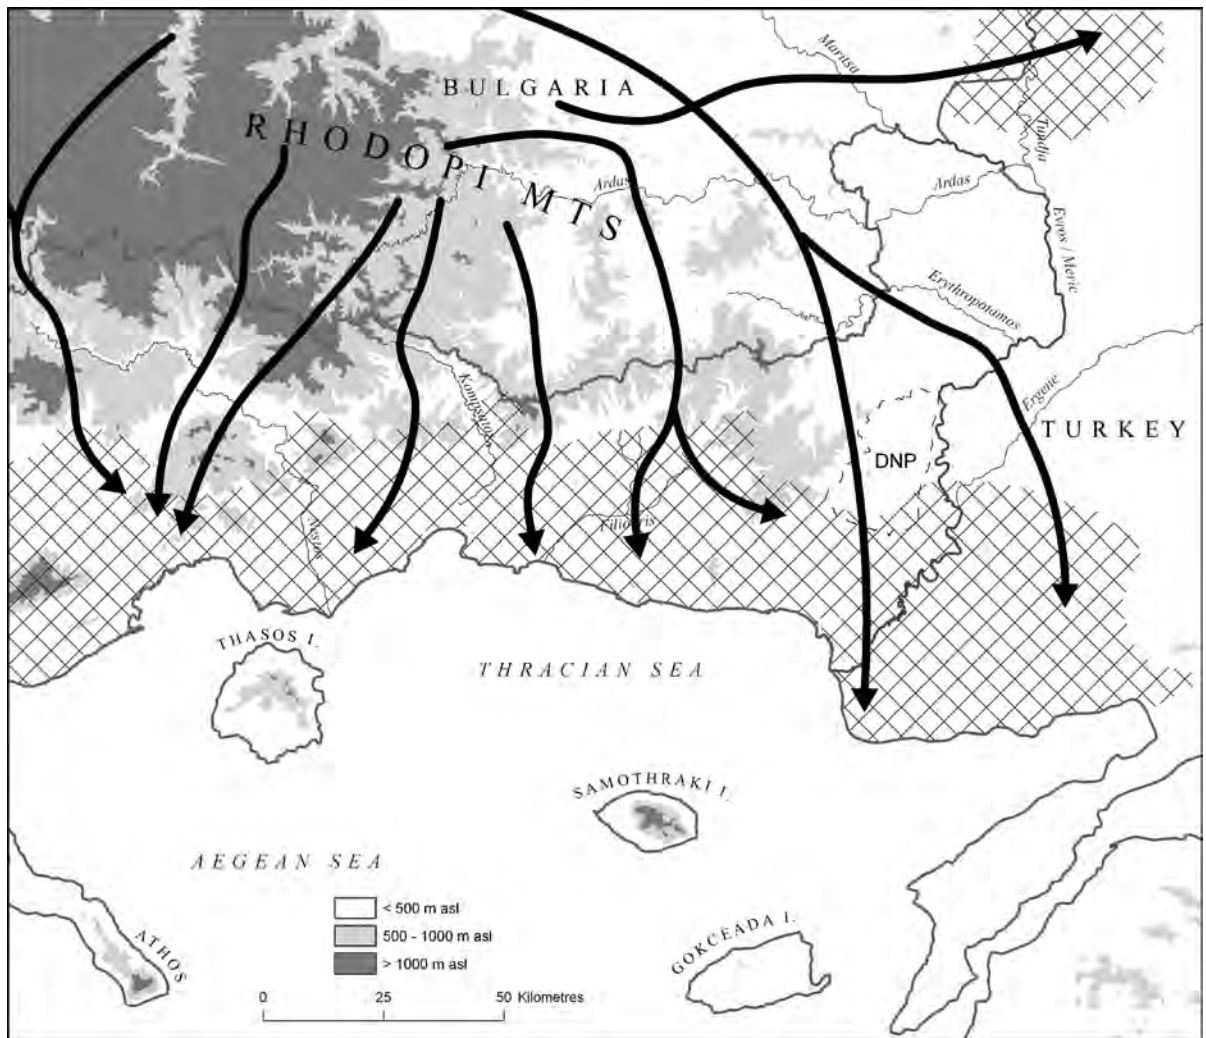 Maritsa
BULGARIA
RHODOPI MTS
Tundja
Ardas
Ardas
Evros / Meric
Erythropotamos
Kompsatos
Ergene
TURKEY
DNP
Filiouris
Nestos
THASOS I.
THRACIAN SEA
SAMOTHRAKI I.
AEGEAN SEA
< 500 m asl
500 - 1000 m asl
> 1000 m asl
ATHOS
GOKCEADA I.
0 25 50 Kilometres